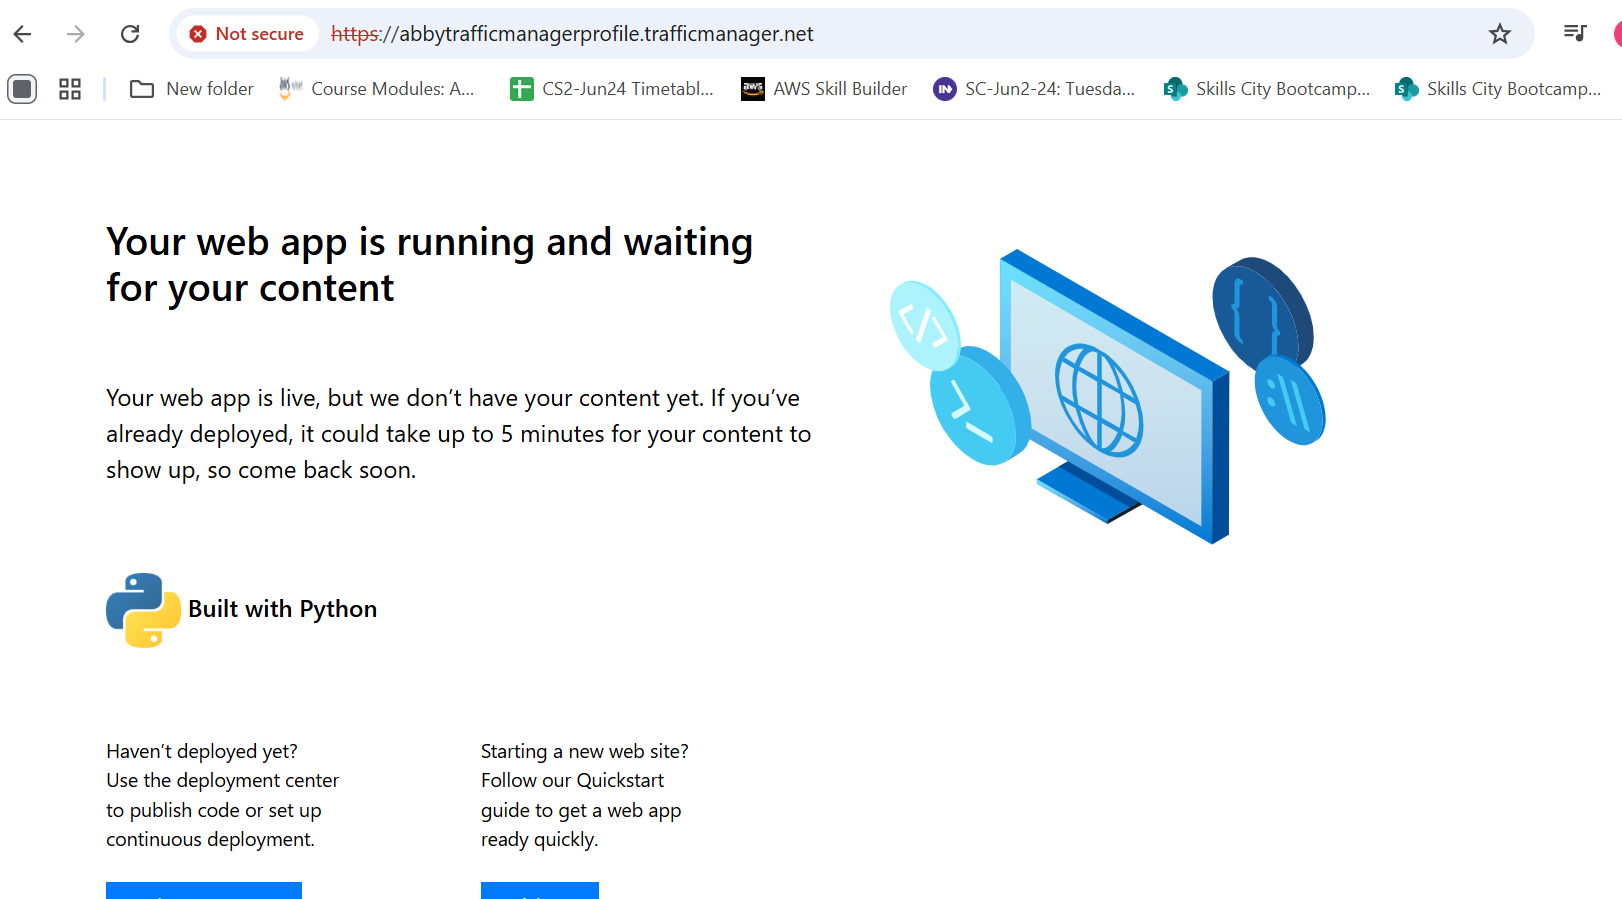 Not secure https://abbytrafficmanagerprofile.trafficmanager.net
New folder Course Modules: A... CS2-Jun24 Timetabl... aws AWS Skill Builder IN SC-Jun2-24: Tuesda... S Skills City Bootcamp... S Skills City Bootcamp...
Your web app is running and waiting
for your content
Your web app is live, but we don’t have your content yet. If you’ve
already deployed, it could take up to 5 minutes for your content to
show up, so come back soon.
Built with Python
Haven’t deployed yet?
Use the deployment center
to publish code or set up
continuous deployment.
Starting a new web site?
Follow our Quickstart
guide to get a web app
ready quickly.